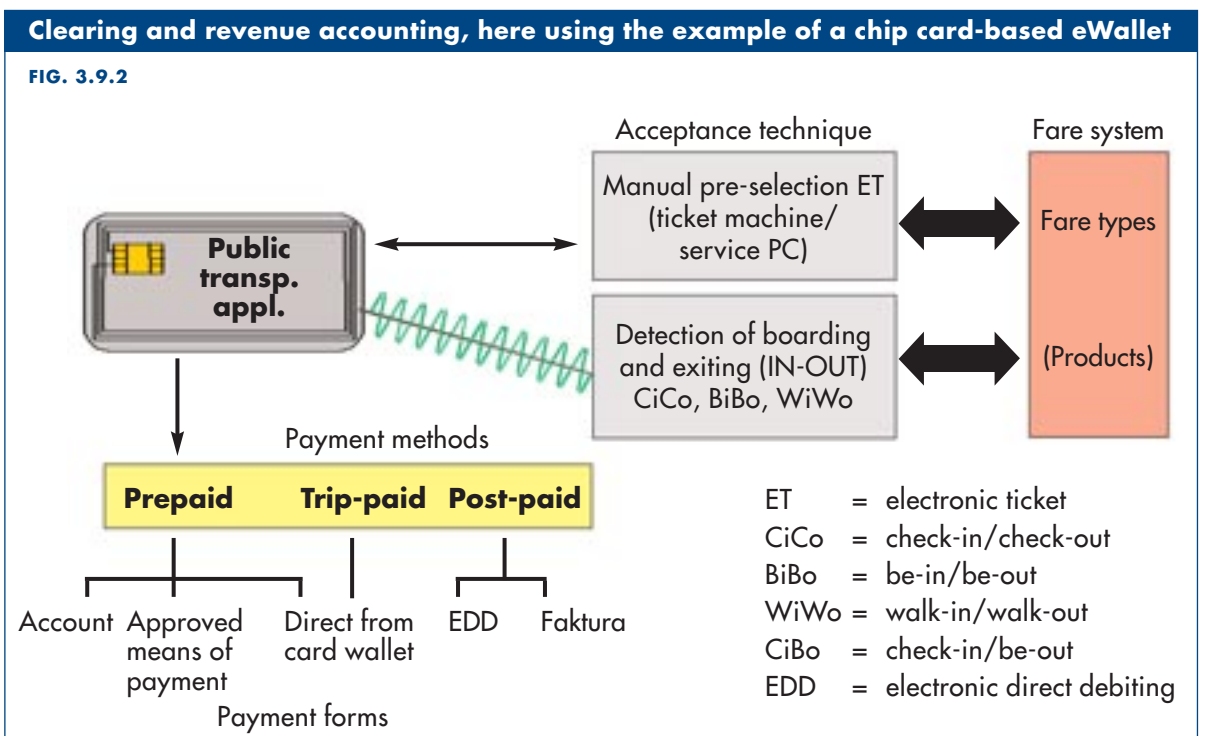 Clearing and revenue accounting, here using the example of a chip card-based eWallet
FIG. 3.9.2
Acceptance technique
Fare system
Public
transp.
appl.
Manual pre-selection ET
(ticket machine/
service PC)
Fare types
Detection of boarding
and exiting (IN-OUT)
CiCo, BiBo, WiWo
(Products)
Payment methods
Prepaid Trip-paid Post-paid
Account
Approved
means of
payment
Direct from
card wallet
EDD
Faktura
Payment forms
ET = electronic ticket
CiCo = check-in/check-out
BiBo = be-in/be-out
WiWo = walk-in/walk-out
CiBo = check-in/be-out
EDD = electronic direct debiting